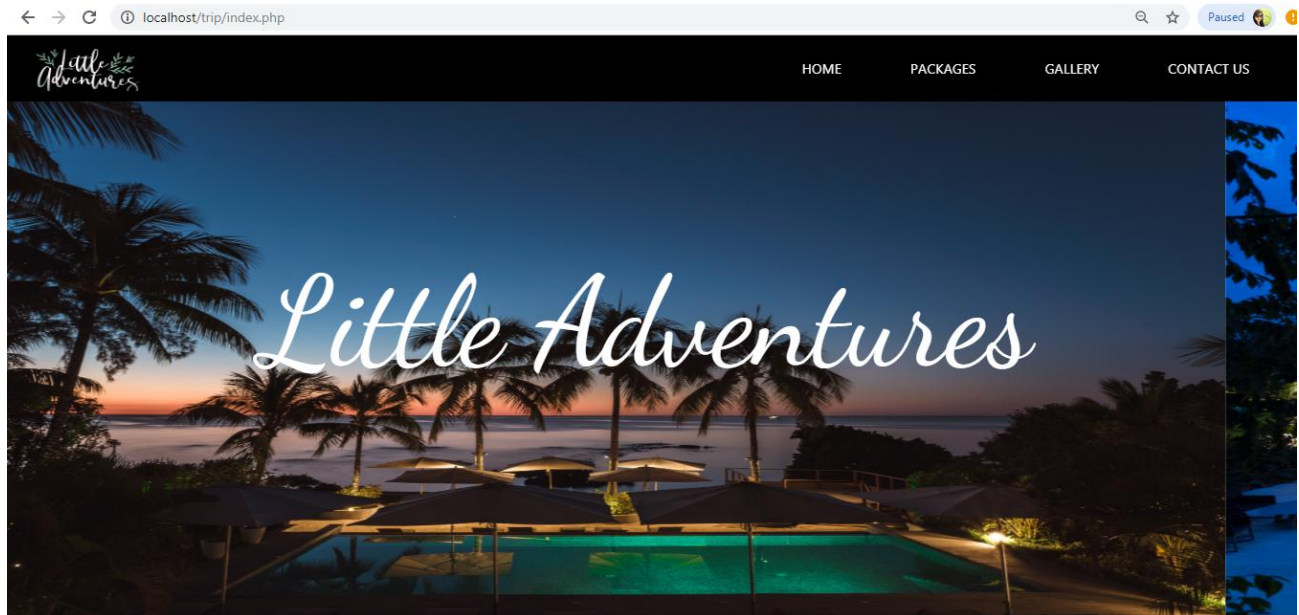 localhost/trip/index.php
Paused
Little
Adventures
HOME PACKAGES GALLERY CONTACT US
Little Adventures